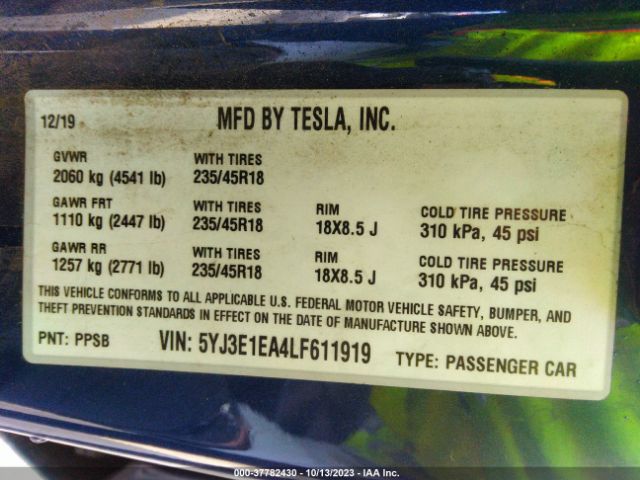 12/19 MFD BY TESLA, INC.
GVWR WITH TIRES
2060 kg (4541 lb) 235/45R18
GAWR FRT WITH TIRES RIM COLD TIRE PRESSURE
1110 kg (2447 lb) 235/45R18 18X8.5 J 310 kPa, 45 psi
GAWR RR WITH TIRES RIM COLD TIRE PRESSURE
1257 kg (2771 lb) 235/45R18 18X8.5 J 310 kPa, 45 psi
THIS VEHICLE CONFORMS TO ALL APPLICABLE U.S. FEDERAL MOTOR VEHICLE SAFETY, BUMPER, AND
THEFT PREVENTION STANDARDS IN EFFECT ON THE DATE OF MANUFACTURE SHOWN ABOVE.
PNT: PPSB VIN: 5YJ3E1EA4LF611919 TYPE: PASSENGER CAR
000-37782430 - 10/13/2023 - IAA Inc.